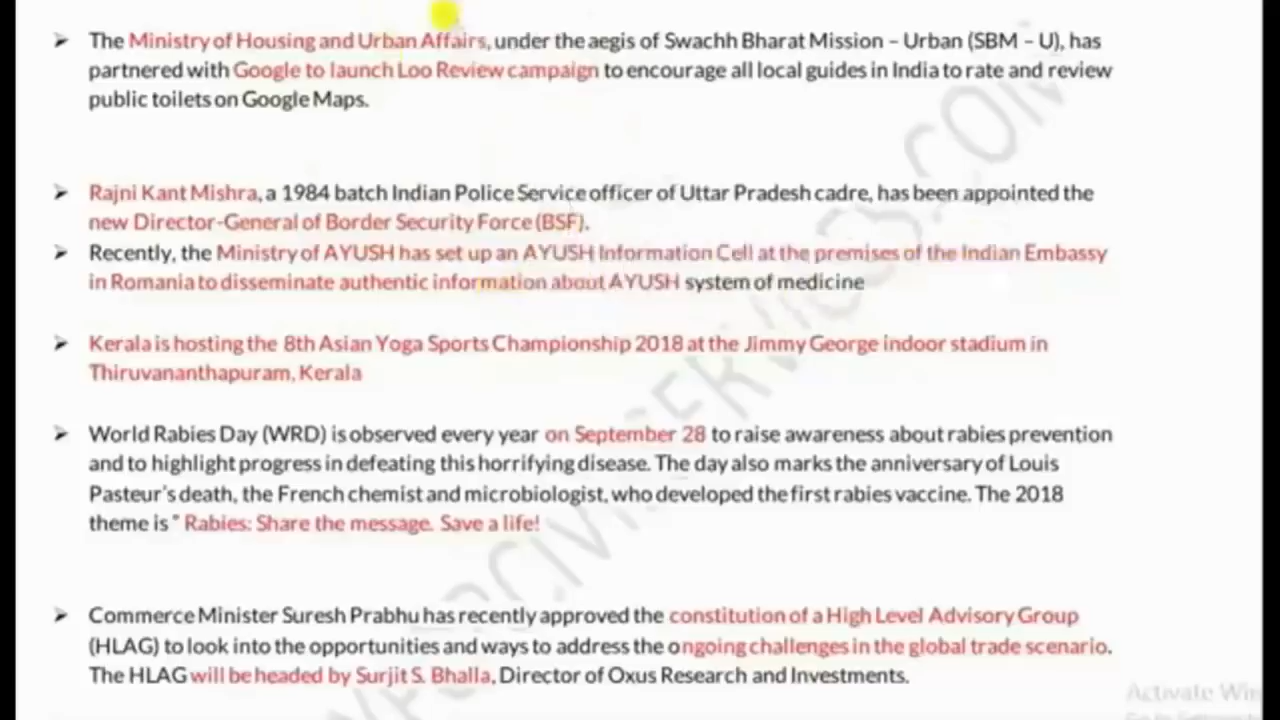 ➢ The Ministry of Housing and Urban Affairs, under the aegis of Swachh Bharat Mission – Urban (SBM – U), has
partnered with Google to launch Loo Review campaign to encourage all local guides in India to rate and review
public toilets on Google Maps.
➢ Rajni Kant Mishra, a 1984 batch Indian Police Service officer of Uttar Pradesh cadre, has been appointed the
new Director-General of Border Security Force (BSF).
➢ Recently, the Ministry of AYUSH has set up an AYUSH Information Cell at the premises of the Indian Embassy
in Romania to disseminate authentic information about AYUSH system of medicine
➢ Kerala is hosting the 8th Asian Yoga Sports Championship 2018 at the Jimmy George indoor stadium in
Thiruvananthapuram, Kerala
➢ World Rabies Day (WRD) is observed every year on September 28 to raise awareness about rabies prevention
and to highlight progress in defeating this horrifying disease. The day also marks the anniversary of Louis
Pasteur's death, the French chemist and microbiologist, who developed the first rabies vaccine. The 2018
theme is " Rabies: Share the message. Save a life!
➢ Commerce Minister Suresh Prabhu has recently approved the constitution of a High Level Advisory Group
(HLAG) to look into the opportunities and ways to address the ongoing challenges in the global trade scenario.
The HLAG will be headed by Surjit S. Bhalla, Director of Oxus Research and Investments.
Activate Win